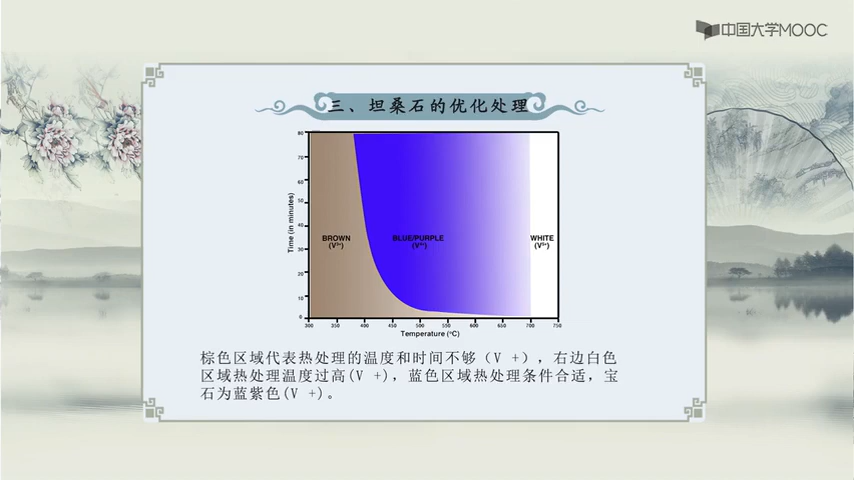 中国大学MOOC
三、坦桑石的优化处理
80
70
60
50
40
30
20
10
0
Time (in minutes)
BROWN
(V³⁺)
BLUE/PURPLE
(V⁴⁺)
WHITE
(V⁵⁺)
300 350 400 450 500 550 600 650 700 750
Temperature (°C)
棕色区域代表热处理的温度和时间不够（V +），右边白色
区域热处理温度过高(V +)，蓝色区域热处理条件合适，宝
石为蓝紫色(V +)。